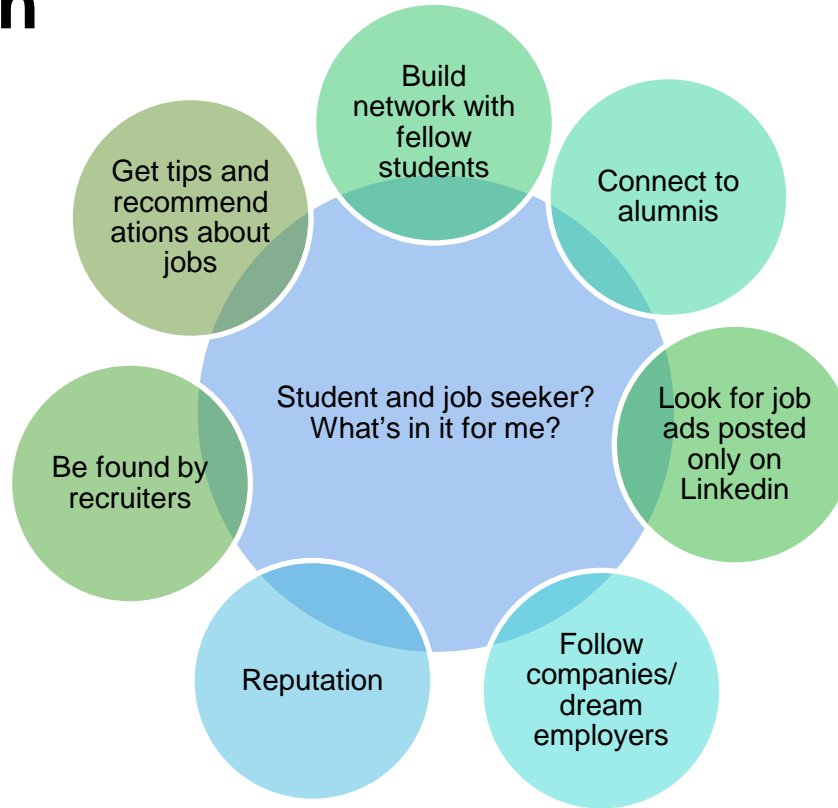 n
Build
network with
fellow
students
Connect to
alumnis
Look for job
ads posted
only on
Linkedin
Follow
companies/
dream
employers
Reputation
Be found by
recruiters
Get tips and
recommend
ations about
jobs
Student and job seeker?
What’s in it for me?